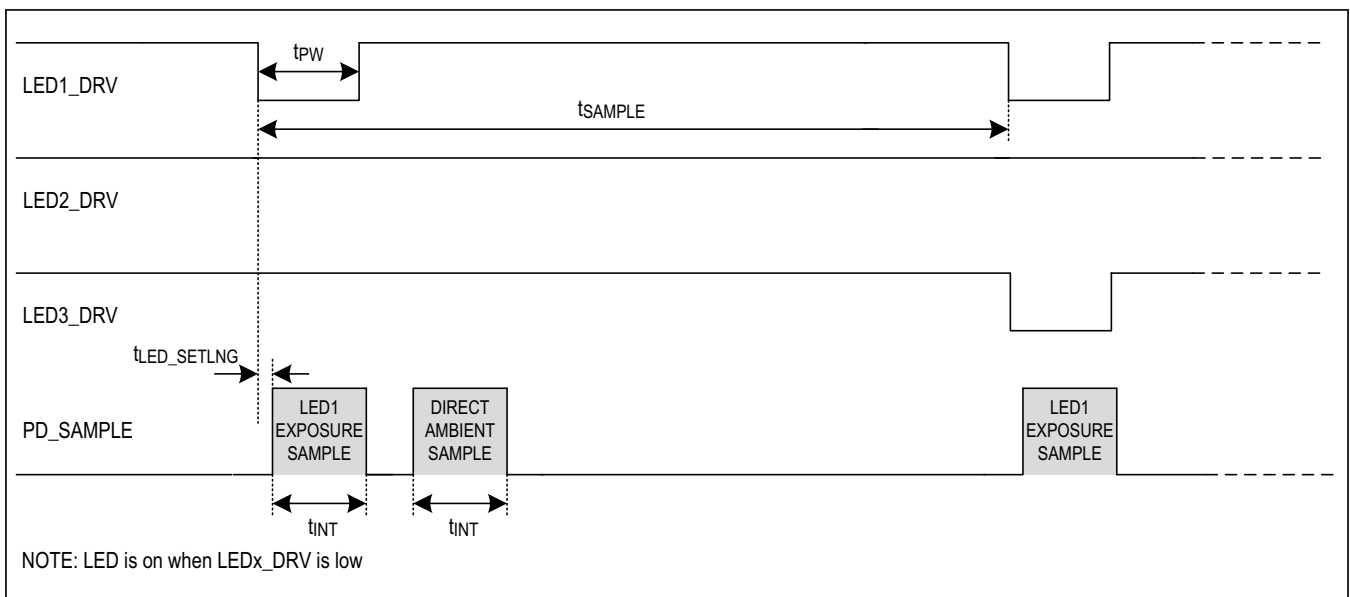 tPW
LED1_DRV
tSAMPLE
LED2_DRV
LED3_DRV
tLED_SETLNG
PD_SAMPLE
LED1
EXPOSURE
SAMPLE
DIRECT
AMBIENT
SAMPLE
LED1
EXPOSURE
SAMPLE
tINT
tINT
NOTE: LED is on when LEDx_DRV is low